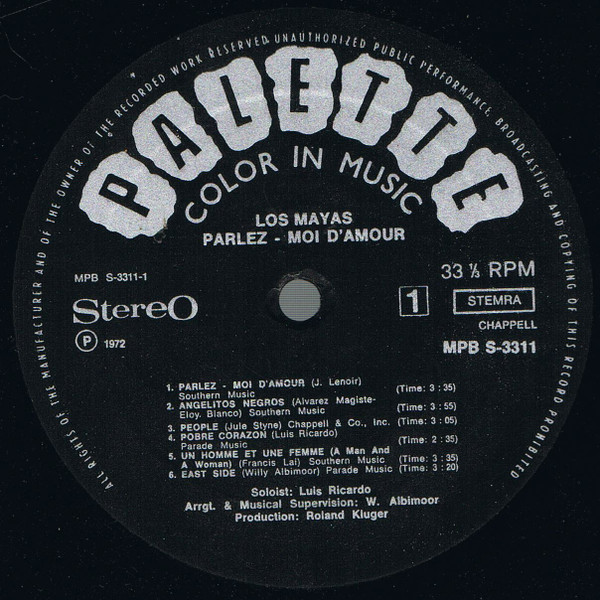 ALL RIGHTS OF THE MANUFACTURER AND OF THE OWNER OF THE RECORDED WORK RESERVED UNAUTHORIZED PUBLIC PERFORMANCE, BROADCASTING AND COPYING OF THIS RECORD PROHIBITED
PALETTE
COLOR IN MUSIC
LOS MAYAS
PARLEZ - MOI D'AMOUR
MPB S-3311-1
33 ⅓ RPM
StereO
1
STEMRA
CHAPPELL
P 1972
MPB S-3311
1. PARLEZ - MOI D'AMOUR (J. Lenoir)
Southern Music (Time: 3 : 35)
2. ANGELITOS NEGROS (Alvarez Magiste-
Eloy. Blanco) Southern Music (Time: 3 : 55)
3. PEOPLE (Jule Styne) Chappell & Co., Inc. (Time: 3 : 05)
4. POBRE CORAZON (Luis Ricardo)
Parade Music (Time: 2 : 35)
5. UN HOMME ET UNE FEMME (A Man And
A Woman) (Francis Lai) Southern Music (Time: 3 : 35)
6. EAST SIDE (Willy Albimoor) Parade Music (Time: 3 : 20)
Soloist: Luis Ricardo
Arrgt. & Musical Supervision: W. Albimoor
Production: Roland Kluger